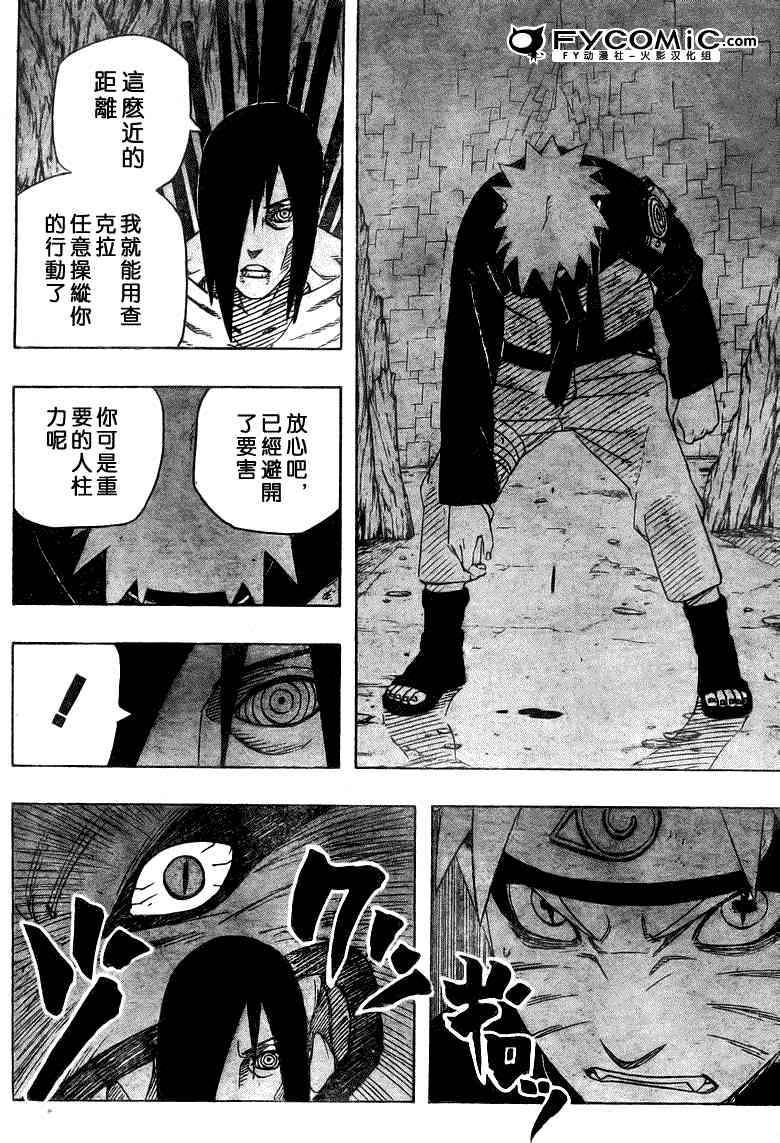 FYCOMiC.com
FY动漫社-火影汉化组
這麼近的
距離
我就能用查
克拉
任意操縱你
的行動了
放心吧，
已經避開
了要害
你可是重
要的人柱
力呢
！
ギロッ
グンッ